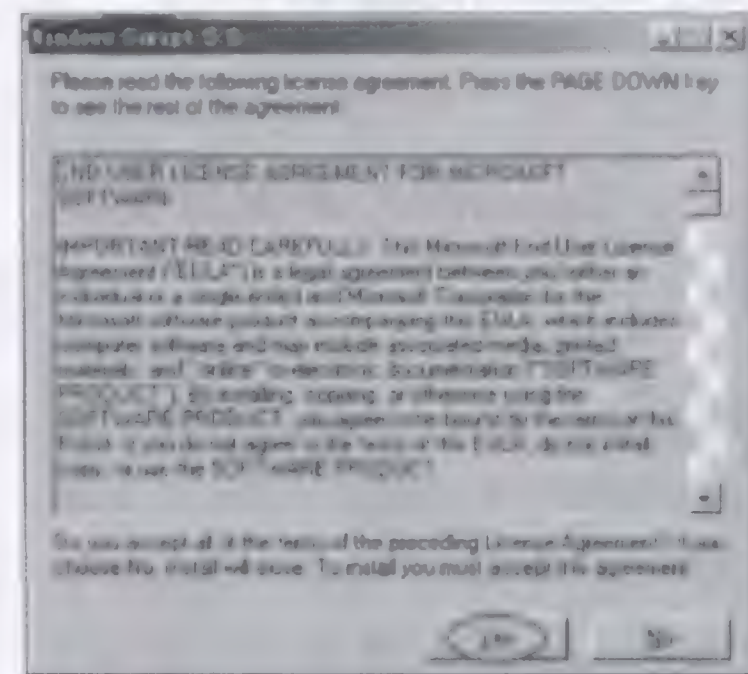 Windows Script 5.
Please read the following license agreement. Press the PAGE DOWN key
to see the rest of the agreement.
END USER LICENSE AGREEMENT FOR MICROSOFT
SOFTWARE
IMPORTANT-READ CAREFULLY: This Microsoft End User License
Agreement ("EULA") is a legal agreement between you (either an
individual or a single entity) and Microsoft Corporation for the
Microsoft software product accompanying this EULA, which includes
computer software and may include associated media, printed
materials, and "online" or electronic documentation ("SOFTWARE
PRODUCT"). By installing, copying, or otherwise using the
SOFTWARE PRODUCT, you agree to be bound by the terms of this
EULA. If you do not agree to the terms of this EULA, do not install
or use the SOFTWARE PRODUCT
Do you accept all of the terms of the preceding License Agreement? If you
choose No, install will close. To install you must accept this agreement.
Yes
No